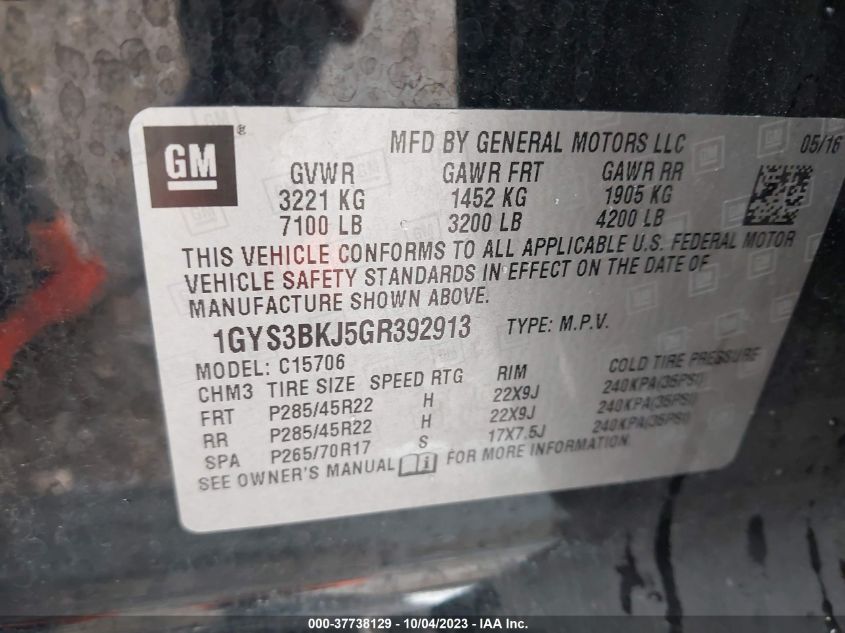 GM ®
MFD BY GENERAL MOTORS LLC 05/16
GVWR GAWR FRT GAWR RR
3221 KG 1452 KG 1905 KG
7100 LB 3200 LB 4200 LB
THIS VEHICLE CONFORMS TO ALL APPLICABLE U.S. FEDERAL MOTOR
VEHICLE SAFETY STANDARDS IN EFFECT ON THE DATE OF
MANUFACTURE SHOWN ABOVE.
1GYS3BKJ5GR392913 TYPE: M.P.V.
MODEL: C15706
CHM3 TIRE SIZE SPEED RTG RIM COLD TIRE PRESSURE
FRT P285/45R22 H 22X9J 240KPA(35PSI)
RR P285/45R22 H 22X9J 240KPA(35PSI)
SPA P265/70R17 S 17X7.5J 240KPA(35PSI)
SEE OWNER'S MANUAL FOR MORE INFORMATION.
000-37738129 - 10/04/2023 - IAA Inc.